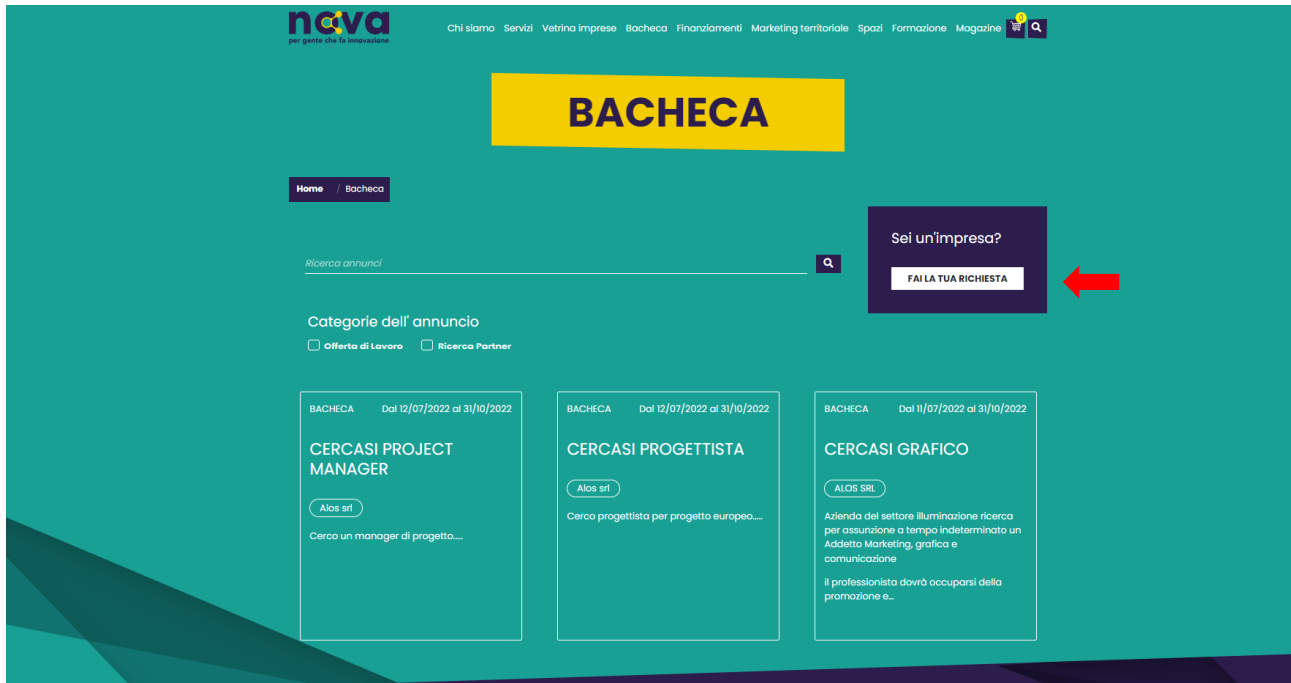 nova
per gente che fa innovazione
Chi siamo Servizi Vetrina imprese Bacheca Finanziamenti Marketing territoriale Spazi Formazione Magazine 0
BACHECA
Home / Bacheca
Sei un'impresa?
Ricerca annunci
FAI LA TUA RICHIESTA
Categorie dell' annuncio
Offerta di Lavoro Ricerca Partner
BACHECA Dal 12/07/2022 al 31/10/2022
CERCASI PROJECT
MANAGER
Alos srl
Cerco un manager di progetto....
BACHECA Dal 12/07/2022 al 31/10/2022
CERCASI PROGETTISTA
Alos srl
Cerco progettista per progetto europeo....
BACHECA Dal 11/07/2022 al 31/10/2022
CERCASI GRAFICO
ALOS SRL
Azienda del settore illuminazione ricerca
per assunzione a tempo indeterminato un
Addetto Marketing, grafica e
comunicazione
il professionista dovrà occuparsi della
promozione e...